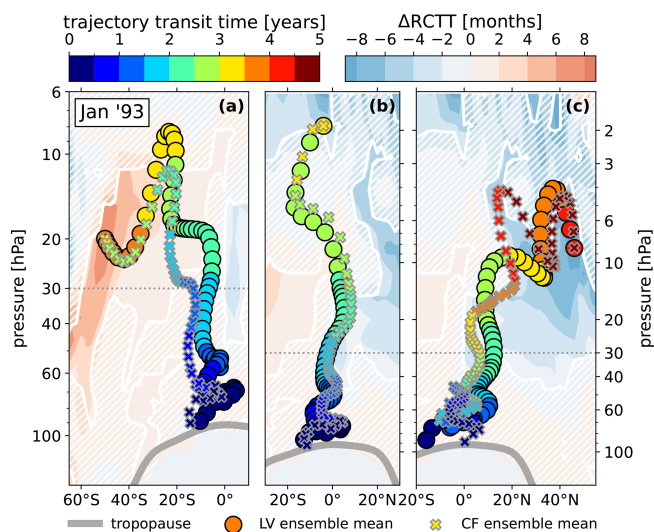 trajectory transit time [years]
ΔRCTT [months]
0 1 2 3 4 5
−8 −6 −4 −2 0 2 4 6 8
Jan '93
(a)
(b)
(c)
6
10
20
30
40
60
100
pressure [hPa]
2
3
4
6
10
20
30
40
60
100
pressure [hPa]
60°S 40°S 20°S 0°
20°S 0° 20°N
0° 20°N 40°N
tropopause
LV ensemble mean
CF ensemble mean